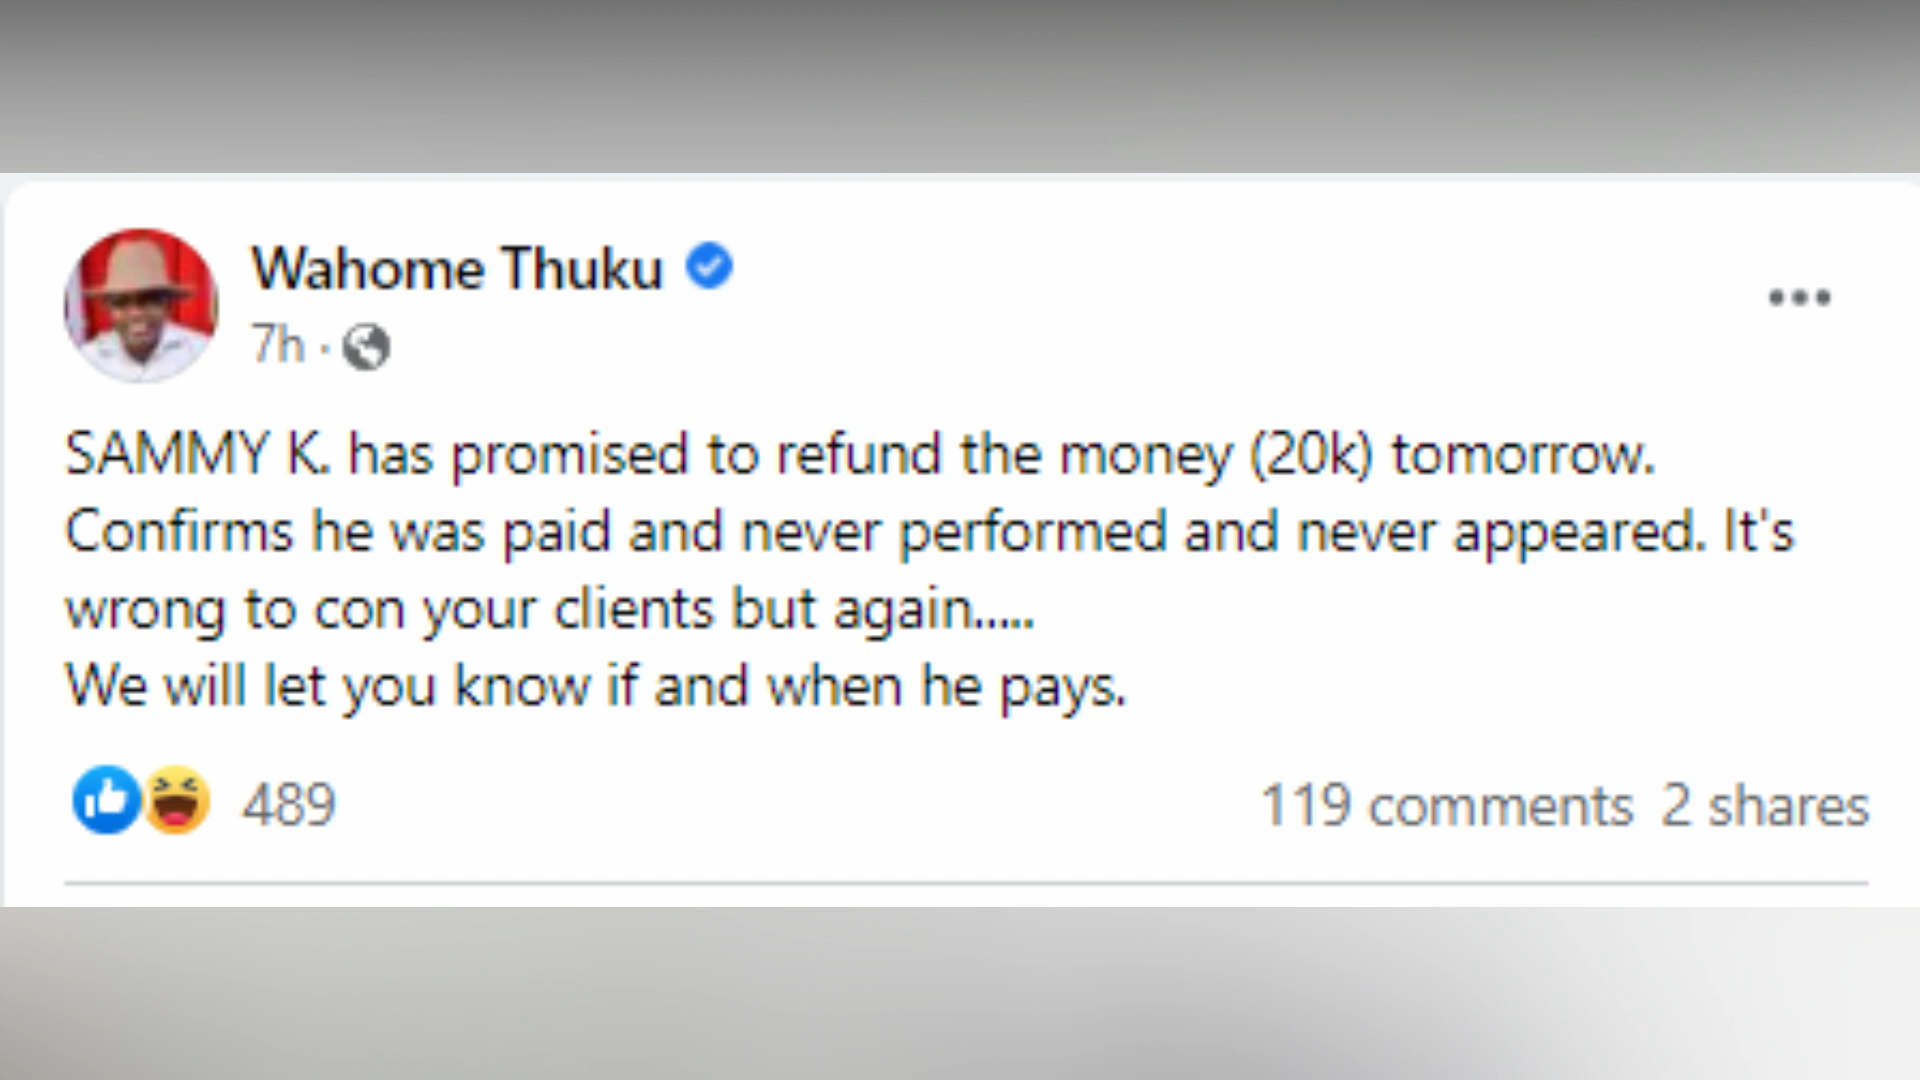 Wahome Thuku
7h ·
SAMMY K. has promised to refund the money (20k) tomorrow.
Confirms he was paid and never performed and never appeared. It's
wrong to con your clients but again.....
We will let you know if and when he pays.
489
119 comments 2 shares